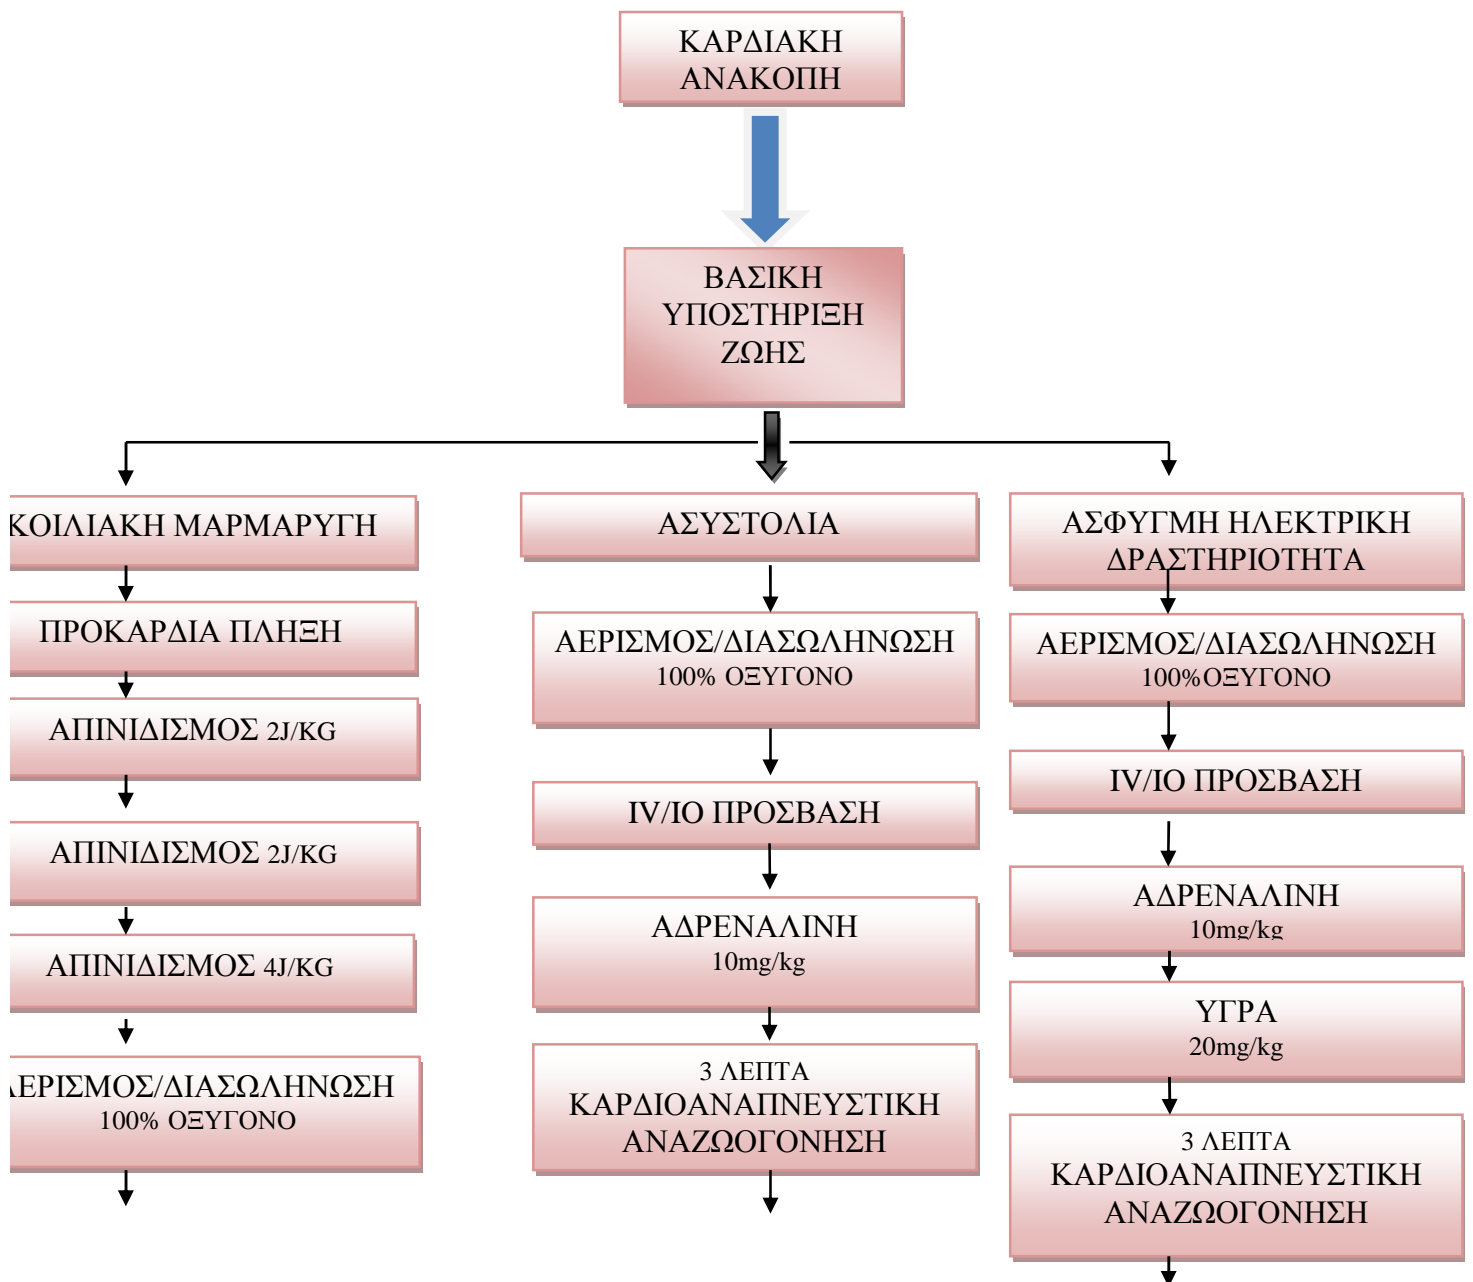 ΚΑΡΔΙΑΚΗ
ΑΝΑΚΟΠΗ
ΒΑΣΙΚΗ
ΥΠΟΣΤΗΡΙΞΗ
ΖΩΗΣ
ΚΟΙΛΙΑΚΗ ΜΑΡΜΑΡΥΓΗ
ΠΡΟΚΑΡΔΙΑ ΠΛΗΞΗ
ΑΠΙΝΙΔΙΣΜΟΣ 2J/KG
ΑΠΙΝΙΔΙΣΜΟΣ 2J/KG
ΑΠΙΝΙΔΙΣΜΟΣ 4J/KG
ΑΕΡΙΣΜΟΣ/ΔΙΑΣΩΛΗΝΩΣΗ
100% ΟΞΥΓΟΝΟ
ΑΣΥΣΤΟΛΙΑ
ΑΕΡΙΣΜΟΣ/ΔΙΑΣΩΛΗΝΩΣΗ
100% ΟΞΥΓΟΝΟ
IV/IO ΠΡΟΣΒΑΣΗ
ΑΔΡΕΝΑΛΙΝΗ
10mg/kg
3 ΛΕΠΤΑ
ΚΑΡΔΙΟΑΝΑΠΝΕΥΣΤΙΚΗ
ΑΝΑΖΩΟΓΟΝΗΣΗ
ΑΣΦΥΓΜΗ ΗΛΕΚΤΡΙΚΗ
ΔΡΑΣΤΗΡΙΟΤΗΤΑ
ΑΕΡΙΣΜΟΣ/ΔΙΑΣΩΛΗΝΩΣΗ
100%ΟΞΥΓΟΝΟ
IV/IO ΠΡΟΣΒΑΣΗ
ΑΔΡΕΝΑΛΙΝΗ
10mg/kg
ΥΓΡΑ
20mg/kg
3 ΛΕΠΤΑ
ΚΑΡΔΙΟΑΝΑΠΝΕΥΣΤΙΚΗ
ΑΝΑΖΩΟΓΟΝΗΣΗ